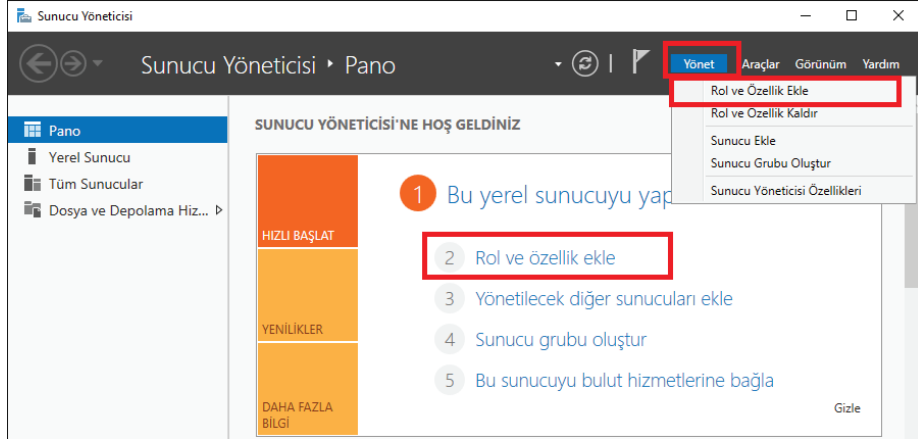 Sunucu Yöneticisi
Sunucu Yöneticisi ‣ Pano
Yönet Araçlar Görünüm Yardım
Rol ve Özellik Ekle
Rol ve Özellik Kaldır
Sunucu Ekle
Sunucu Grubu Oluştur
Sunucu Yöneticisi Özellikleri
Pano
Yerel Sunucu
Tüm Sunucular
Dosya ve Depolama Hiz...
SUNUCU YÖNETİCİSİ'NE HOŞ GELDİNİZ
HIZLI BAŞLAT
YENİLİKLER
DAHA FAZLA
BİLGİ
1 Bu yerel sunucuyu yap
2 Rol ve özellik ekle
3 Yönetilecek diğer sunucuları ekle
4 Sunucu grubu oluştur
5 Bu sunucuyu bulut hizmetlerine bağla
Gizle